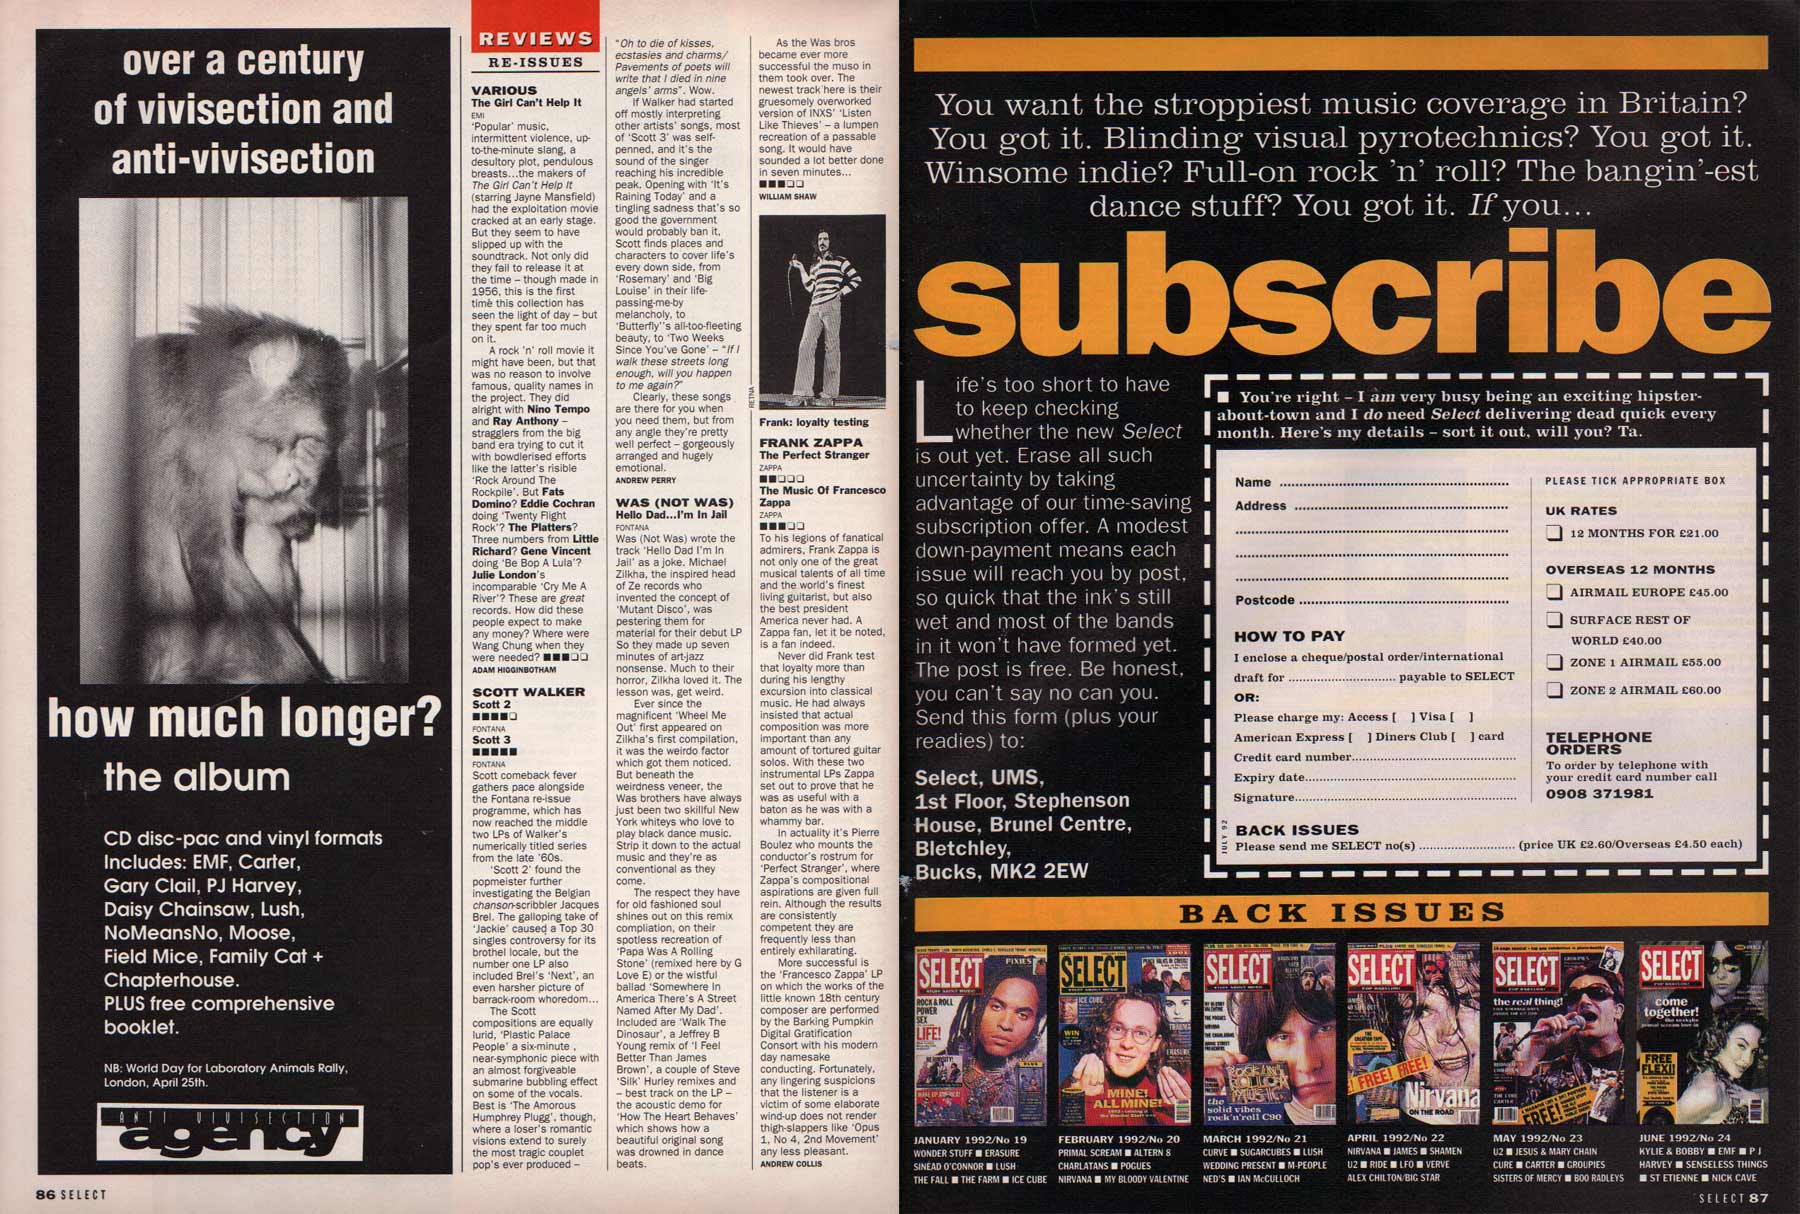 over a century
of vivisection and
anti-vivisection
how much longer?
the album
CD disc-pac and vinyl formats
Includes: EMF, Carter,
Gary Clail, PJ Harvey,
Daisy Chainsaw, Lush,
NoMeansNo, Moose,
Field Mice, Family Cat +
Chapterhouse.
PLUS free comprehensive
booklet.
NB: World Day for Laboratory Animals Rally,
London, April 25th.
ANTI VIVISECTION
agency
86 SELECT
REVIEWS
RE-ISSUES
VARIOUS
The Girl Can't Help It
EMI
'Popular' music,
intermittent violence, up-
to-the-minute slang, a
desultory plot, pendulous
breasts...the makers of
The Girl Can't Help It
(starring Jayne Mansfield)
had the exploitation movie
cracked at an early stage.
But they seem to have
slipped up with the
soundtrack. Not only did
they fail to release it at
the time – though made in
1956, this is the first
time this collection has
seen the light of day – but
they spent far too much
on it.
A rock 'n' roll movie it
might have been, but that
was no reason to involve
famous, quality names in
the project. They did
alright with Nino Tempo
and Ray Anthony –
stragglers from the big
band era trying to cut it
with bowdlerised efforts
like the latter's risible
'Rock Around The
Rockpile'. But Fats
Domino? Eddie Cochran
doing 'Twenty Flight
Rock'? The Platters?
Three numbers from Little
Richard? Gene Vincent
doing 'Be Bop A Lula'?
Julie London's
incomparable 'Cry Me A
River'? These are great
records. How did these
people expect to make
any money? Where were
Wang Chung when they
were needed? ■■■❏❏
ADAM HIGGINBOTHAM
SCOTT WALKER
Scott 2
■■■■❏
FONTANA
Scott 3
■■■■■
FONTANA
Scott comeback fever
gathers pace alongside
the Fontana re-issue
programme, which has
now reached the middle
two LPs of Walker's
numerically titled series
from the late '60s.
'Scott 2' found the
popmeister further
investigating the Belgian
chanson-scribbler Jacques
Brel. The galloping take of
'Jackie' caused a Top 30
singles controversy for its
brothel locale, but the
number one LP also
included Brel's 'Next', an
even harsher picture of
barrack-room whoredom...
The Scott
compositions are equally
lurid, 'Plastic Palace
People' a six-minute ,
near-symphonic piece with
an almost forgiveable
submarine bubbling effect
on some of the vocals.
Best is 'The Amorous
Humphrey Plugg', though,
where a loser's romantic
visions extend to surely
the most tragic couplet
pop's ever produced –
"Oh to die of kisses,
ecstasies and charms/
Pavements of poets will
write that I died in nine
angels' arms". Wow.
If Walker had started
off mostly interpreting
other artists' songs, most
of 'Scott 3' was self-
penned, and it's the
sound of the singer
reaching his incredible
peak. Opening with 'It's
Raining Today' and a
tingling sadness that's so
good the government
would probably ban it,
Scott finds places and
characters to cover life's
every down side, from
'Rosemary' and 'Big
Louise' in their life-
passing-me-by
melancholy, to
'Butterfly''s all-too-fleeting
beauty, to 'Two Weeks
Since You've Gone' – "If I
walk these streets long
enough, will you happen
to me again?"
Clearly, these songs
are there for you when
you need them, but from
any angle they're pretty
well perfect – gorgeously
arranged and hugely
emotional.
ANDREW PERRY
WAS (NOT WAS)
Hello Dad...I'm In Jail
FONTANA
Was (Not Was) wrote the
track 'Hello Dad I'm In
Jail' as a joke. Michael
Zilkha, the inspired head
of Ze records who
invented the concept of
'Mutant Disco', was
pestering them for
material for their debut LP
So they made up seven
minutes of art-jazz
nonsense. Much to their
horror, Zilkha loved it. The
lesson was, get weird.
Ever since the
magnificent 'Wheel Me
Out' first appeared on
Zilkha's first compilation,
it was the weirdo factor
which got them noticed.
But beneath the
weirdness veneer, the
Was brothers have always
just been two skillful New
York whiteys who love to
play black dance music.
Strip it down to the actual
music and they're as
conventional as they
come.
The respect they have
for old fashioned soul
shines out on this remix
compliation, on their
spotless recreation of
'Papa Was A Rolling
Stone' (remixed here by G
Love E) or the wistful
ballad 'Somewhere In
America There's A Street
Named After My Dad'.
Included are 'Walk The
Dinosaur', a Jeffrey B
Young remix of 'I Feel
Better Than James
Brown', a couple of Steve
'Silk' Hurley remixes and
– best track on the LP –
the acoustic demo for
'How The Heart Behaves'
which shows how a
beautiful original song
was drowned in dance
beats.
As the Was bros
became ever more
successful the muso in
them took over. The
newest track here is their
gruesomely overworked
version of INXS' 'Listen
Like Thieves' – a lumpen
recreation of a passable
song. It would have
sounded a lot better done
in seven minutes...
■■■❏❏
WILLIAM SHAW
RETNA
Frank: loyalty testing
FRANK ZAPPA
The Perfect Stranger
ZAPPA
■■❏❏❏
The Music Of Francesco
Zappa
ZAPPA
■■■❏❏
To his legions of fanatical
admirers, Frank Zappa is
not only one of the great
musical talents of all time
and the world's finest
living guitarist, but also
the best president
America never had. A
Zappa fan, let it be noted,
is a fan indeed.
Never did Frank test
that loyalty more than
during his lengthy
excursion into classical
music. He had always
insisted that actual
composition was more
important than any
amount of tortured guitar
solos. With these two
instrumental LPs Zappa
set out to prove that he
was as useful with a
baton as he was with a
whammy bar.
In actuality it's Pierre
Boulez who mounts the
conductor's rostrum for
'Perfect Stranger', where
Zappa's compositional
aspirations are given full
rein. Although the results
are consistently
competent they are
frequently less than
entirely exhilarating.
More successful is
the 'Francesco Zappa' LP
on which the works of the
little known 18th century
composer are performed
by the Barking Pumpkin
Digital Gratification
Consort with his modern
day namesake
conducting. Fortunately,
any lingering suspicions
that the listener is a
victim of some elaborate
wind-up does not render
thigh-slappers like 'Opus
1, No 4, 2nd Movement'
any less pleasant.
ANDREW COLLIS
You want the stroppiest music coverage in Britain?
You got it. Blinding visual pyrotechnics? You got it.
Winsome indie? Full-on rock 'n' roll? The bangin'-est
dance stuff? You got it. If you...
subscribe
Life's too short to have
to keep checking
whether the new Select
is out yet. Erase all such
uncertainty by taking
advantage of our time-saving
subscription offer. A modest
down-payment means each
issue will reach you by post,
so quick that the ink's still
wet and most of the bands
in it won't have formed yet.
The post is free. Be honest,
you can't say no can you.
Send this form (plus your
readies) to:
Select, UMS,
1st Floor, Stephenson
House, Brunel Centre,
Bletchley,
Bucks, MK2 2EW
■ You're right – I am very busy being an exciting hipster-
about-town and I do need Select delivering dead quick every
month. Here's my details – sort it out, will you? Ta.
Name
Address
Postcode
HOW TO PAY
I enclose a cheque/postal order/international
draft for ............ payable to SELECT
OR:
Please charge my: Access [ ] Visa [ ]
American Express [ ] Diners Club [ ] card
Credit card number
Expiry date
Signature
JULY 92
BACK ISSUES
Please send me SELECT no(s) ............ (price UK £2.60/Overseas £4.50 each)
PLEASE TICK APPROPRIATE BOX
UK RATES
❏ 12 MONTHS FOR £21.00
OVERSEAS 12 MONTHS
❏ AIRMAIL EUROPE £45.00
❏ SURFACE REST OF
WORLD £40.00
❏ ZONE 1 AIRMAIL £55.00
❏ ZONE 2 AIRMAIL £60.00
TELEPHONE
ORDERS
To order by telephone with
your credit card number call
0908 371981
BACK ISSUES
SELECT
PIXIES
ROCK & ROLL
POWER
SEX
LIFE!
SELECT
ICE CUBE
WIN
ERASURE
MINE!
ALL MINE!
SELECT
the
solid vibes
rock'n'roll C90
SELECT
FREE! FREE! FREE!
Nirvana
ON THE ROAD
SELECT
the real thing!
FREE!
SELECT
come
together!
FREE
FLEXI!
JANUARY 1992/No 19
WONDER STUFF ■ ERASURE
SINÉAD O'CONNOR ■ LUSH
THE FALL ■ THE FARM ■ ICE CUBE
FEBRUARY 1992/No 20
PRIMAL SCREAM ■ ALTERN 8
CHARLATANS ■ POGUES
NIRVANA ■ MY BLOODY VALENTINE
MARCH 1992/No 21
CURVE ■ SUGARCUBES ■ LUSH
WEDDING PRESENT ■ M-PEOPLE
NED'S ■ IAN McCULLOCH
APRIL 1992/No 22
NIRVANA ■ JAMES ■ SHAMEN
U2 ■ RIDE ■ LFO ■ VERVE
ALEX CHILTON/BIG STAR
MAY 1992/No 23
U2 ■ JESUS & MARY CHAIN
CURE ■ CARTER ■ GROUPIES
SISTERS OF MERCY ■ BOO RADLEYS
JUNE 1992/No 24
KYLIE & BOBBY ■ EMF ■ P J
HARVEY ■ SENSELESS THINGS
■ ST ETIENNE ■ NICK CAVE
SELECT 87